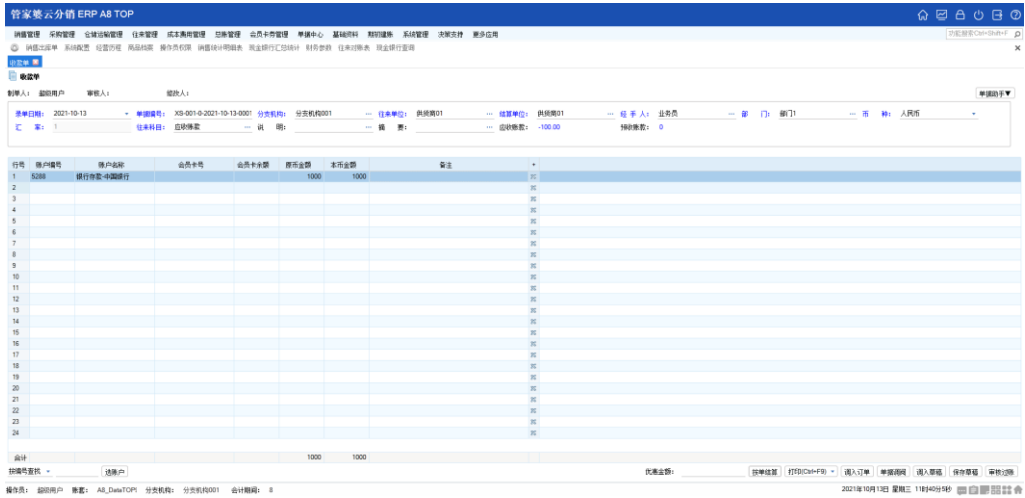 管家婆云分销 ERP A8 TOP
销售管理 采购管理 仓储运输管理 往来管理 成本费用管理 总账管理 会员卡券管理 单据中心 基础资料 期初建账 系统管理 决策支持 更多应用 功能搜索Ctrl+Shift+F
销售出库单 系统配置 经营历程 商品档案 操作员权限 销售统计明细表 现金银行汇总统计 财务参数 往来对账表 现金银行查询
收款单
收款单
制单人： 超级用户 审核人： 修改人： 单据助手▼
录单日期： 2021-10-13 单据编号： XS-001-0-2021-10-13-0001 分支机构： 分支机构001 往来单位： 供货商01 结算单位： 供货商01 经 手 人： 业务员 部 门： 部门1 币 种： 人民币
汇 率： 1 往来科目： 应收账款 说 明： 摘 要： 应收账款： -100.00 预收账款： 0
行号 账户编号 账户名称 会员卡号 会员卡余额 原币金额 本币金额 备注
1 5288 银行存款-中国银行 1000 1000
2
3
4
5
6
7
8
9
10
11
12
13
14
15
16
17
18
19
20
21
22
23
24
合计 1000 1000
按编号查找 选账户 优惠金额： 按单结算 打印(Ctrl+F9) 调入订单 单据调阅 调入草稿 保存草稿 审核过账
操作员： 超级用户 账套： A8_DataTOP! 分支机构： 分支机构001 会计期间： 8 2021年10月13日 星期三 11时40分5秒